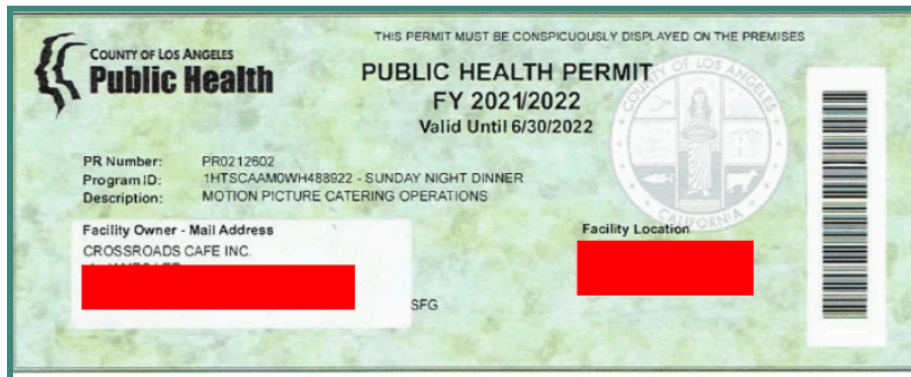 THIS PERMIT MUST BE CONSPICUOUSLY DISPLAYED ON THE PREMISES
COUNTY OF LOS ANGELES
Public Health
PUBLIC HEALTH PERMIT
FY 2021/2022
Valid Until 6/30/2022
COUNTY OF LOS ANGELES
CALIFORNIA
PR Number: PR0212602
Program ID: 1HTSCAAM0WH488922 - SUNDAY NIGHT DINNER
Description: MOTION PICTURE CATERING OPERATIONS
Facility Owner - Mail Address
Facility Location
CROSSROADS CAFE INC.
SFG